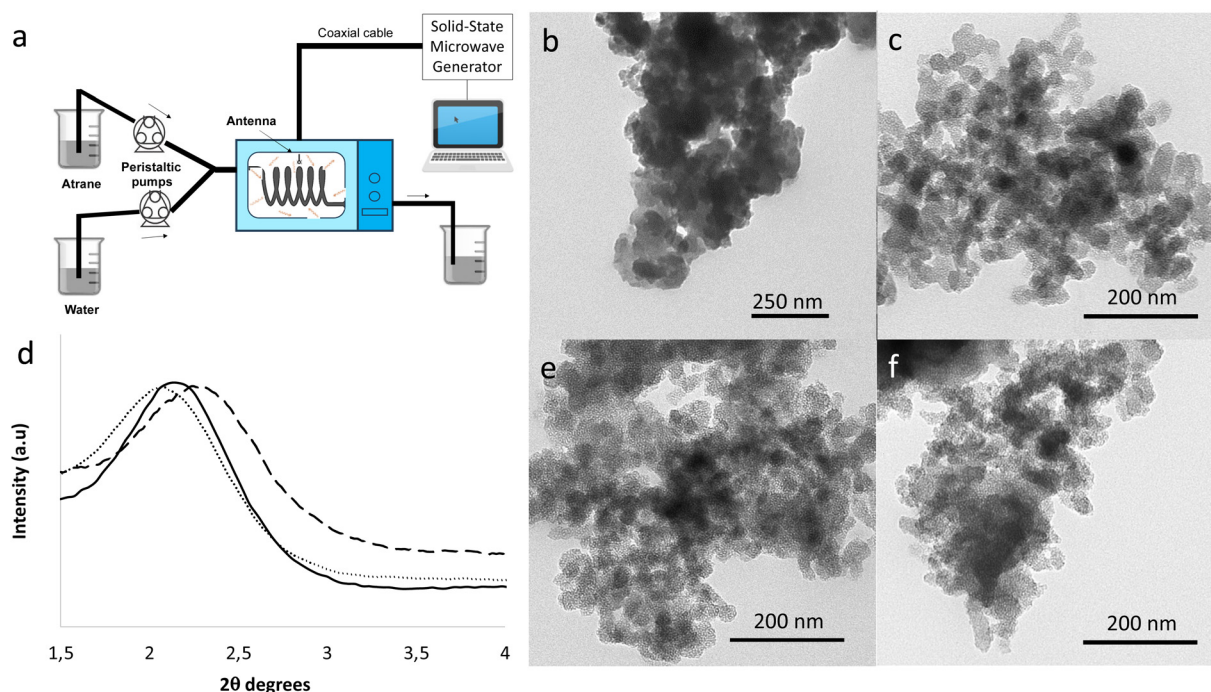 a
Coaxial cable
Solid-State
Microwave
Generator
Antenna
Atrane
Peristaltic
pumps
Water
b
250 nm
c
200 nm
d
Intensity (a.u)
1,5
2
2,5
3
3,5
4
2θ degrees
e
200 nm
f
200 nm